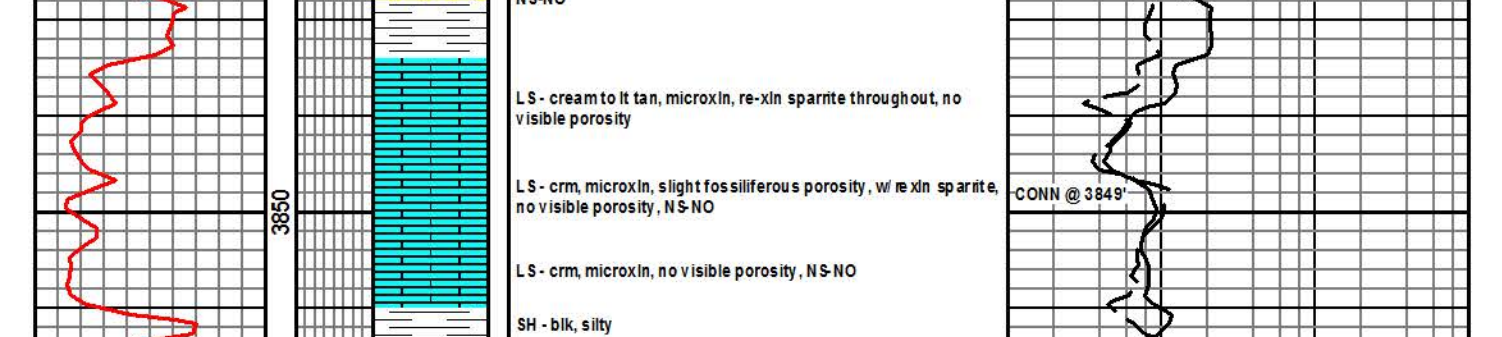 NS-NO
LS - cream to lt tan, microxln, re-xln sparrite throughout, no
visible porosity
LS - crm, microxln, slight fossiliferous porosity, w/ rexln sparrite,
no visible porosity, NS-NO
CONN @ 3849'
3850
LS - crm, microxln, no visible porosity, NS-NO
SH - blk, silty